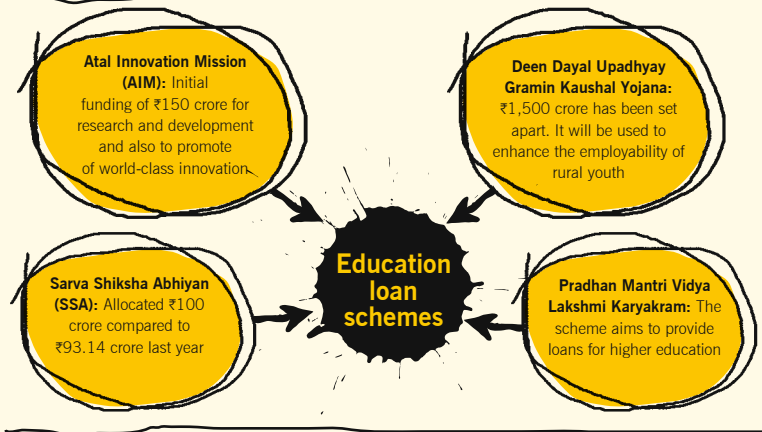 Atal Innovation Mission
(AIM): Initial
funding of ₹150 crore for
research and development
and also to promote
of world-class innovation
Deen Dayal Upadhyay
Gramin Kaushal Yojana:
₹1,500 crore has been set
apart. It will be used to
enhance the employability of
rural youth
Education
loan
schemes
Sarva Shiksha Abhiyan
(SSA): Allocated ₹100
crore compared to
₹93.14 crore last year
Pradhan Mantri Vidya
Lakshmi Karyakram: The
scheme aims to provide
loans for higher education